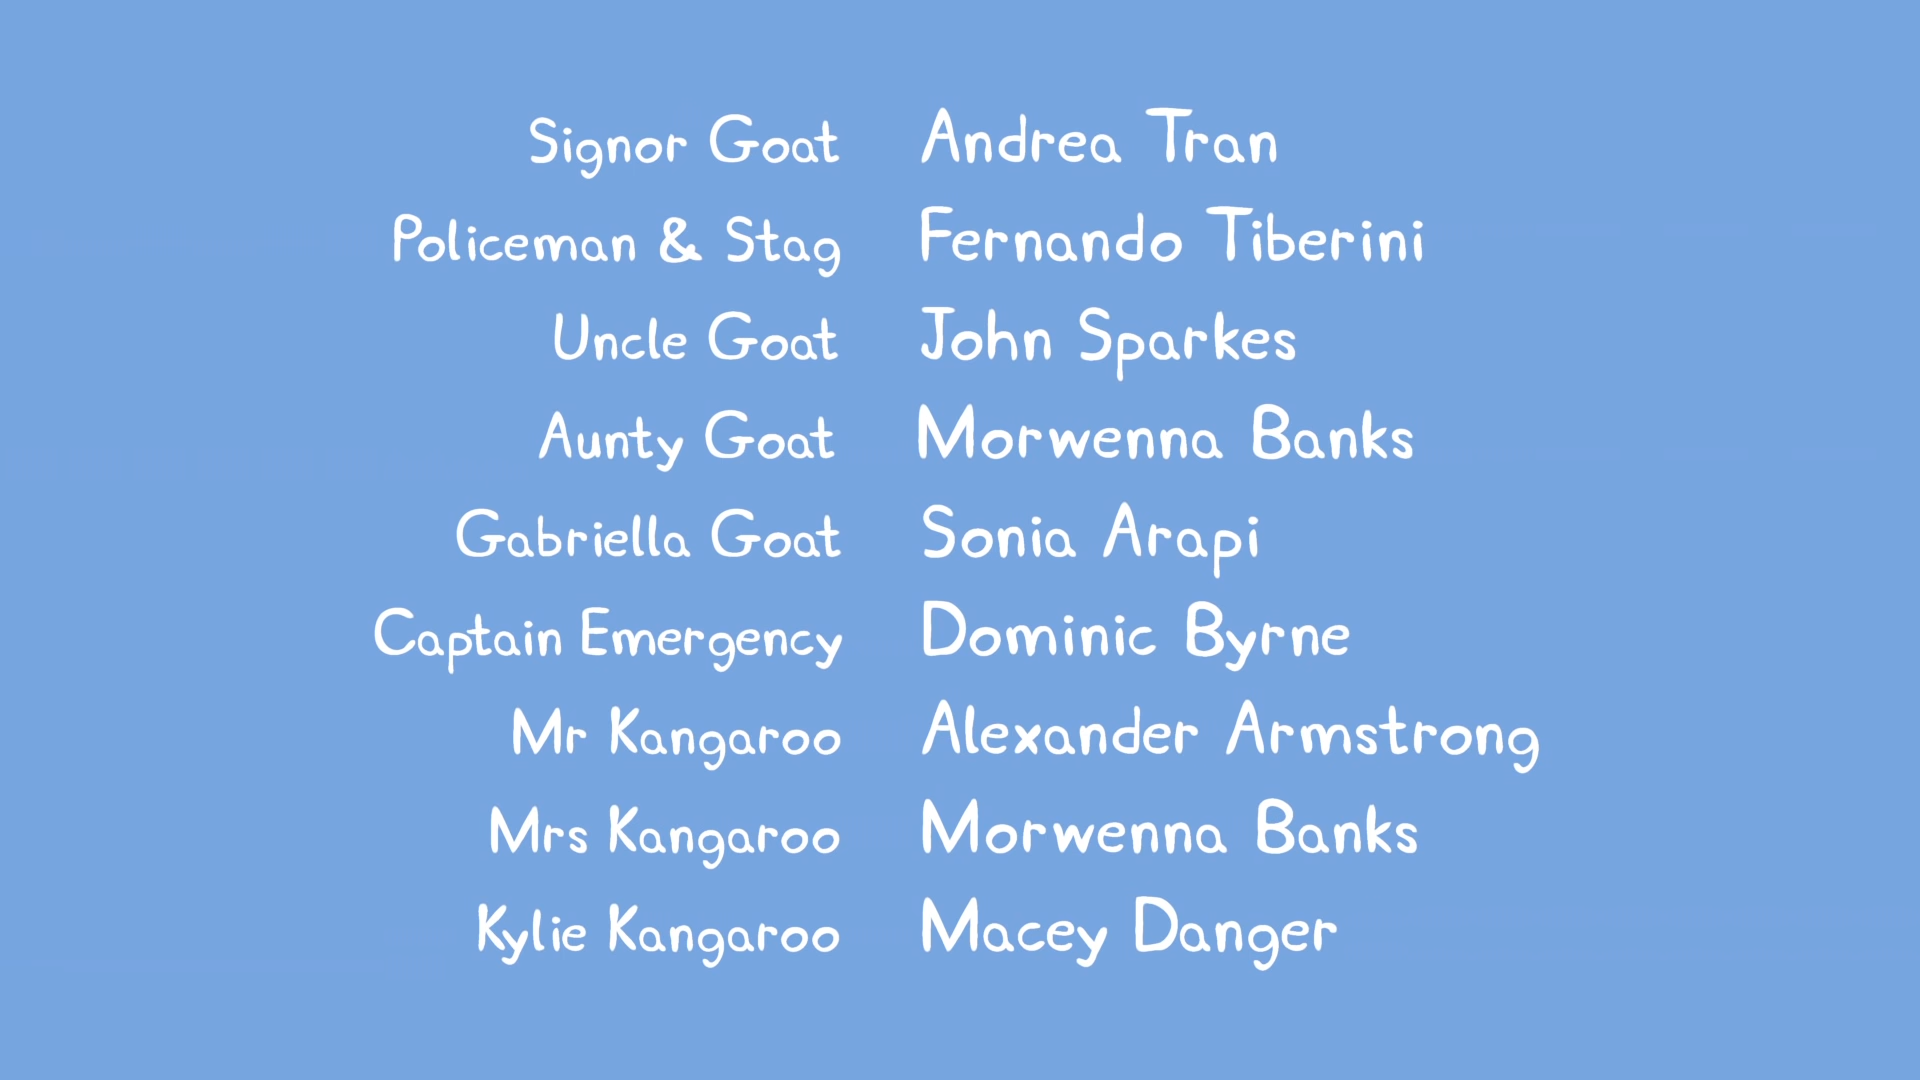 Signor Goat Andrea Tran
Policeman & Stag Fernando Tiberini
Uncle Goat John Sparkes
Aunty Goat Morwenna Banks
Gabriella Goat Sonia Arapi
Captain Emergency Dominic Byrne
Mr Kangaroo Alexander Armstrong
Mrs Kangaroo Morwenna Banks
Kylie Kangaroo Macey Danger